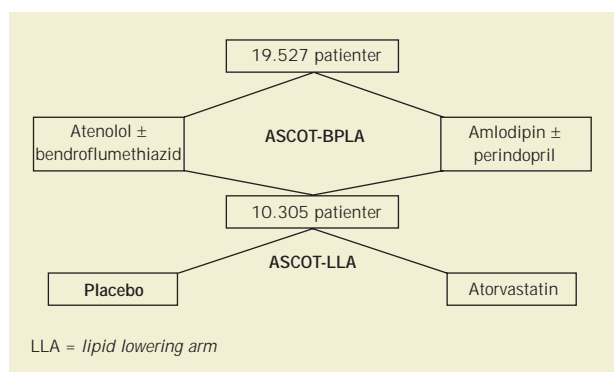 19.527 patienter
Atenolol ±
bendroflumethiazid
ASCOT-BPLA
Amlodipin ±
perindopril
10.305 patienter
ASCOT-LLA
Placebo
Atorvastatin
LLA = lipid lowering arm